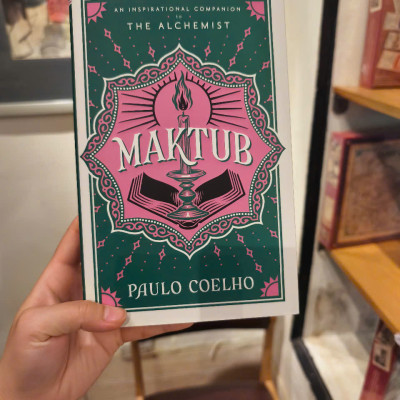 AN INSPIRATIONAL COMPANION
to
THE ALCHEMIST
MAKTUB
PAULO COELHO